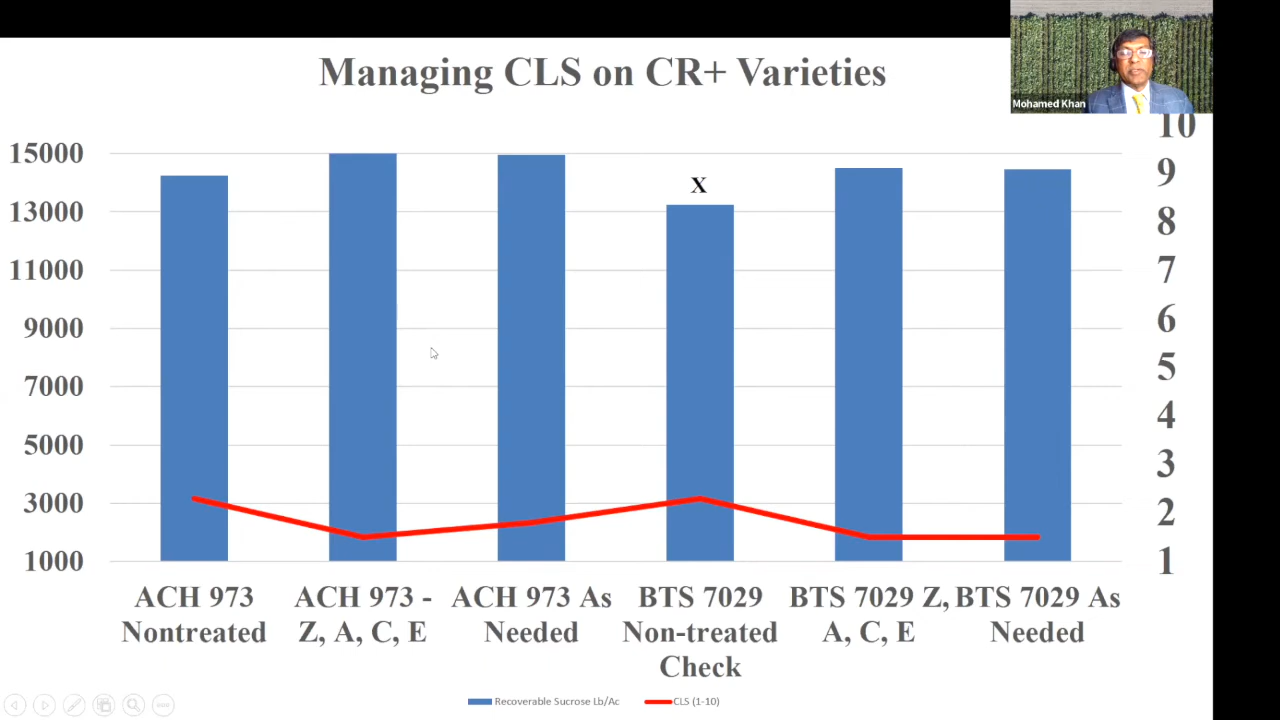 Managing CLS on CR+ Varieties
Mohamed Khan
15000
13000
11000
9000
7000
5000
3000
1000
X
10
9
8
7
6
5
4
3
2
1
ACH 973
Nontreated
ACH 973 -
Z, A, C, E
ACH 973 As
Needed
BTS 7029
Non-treated
Check
BTS 7029 Z,
A, C, E
BTS 7029 As
Needed
Recoverable Sucrose Lb/Ac
CLS (1-10)